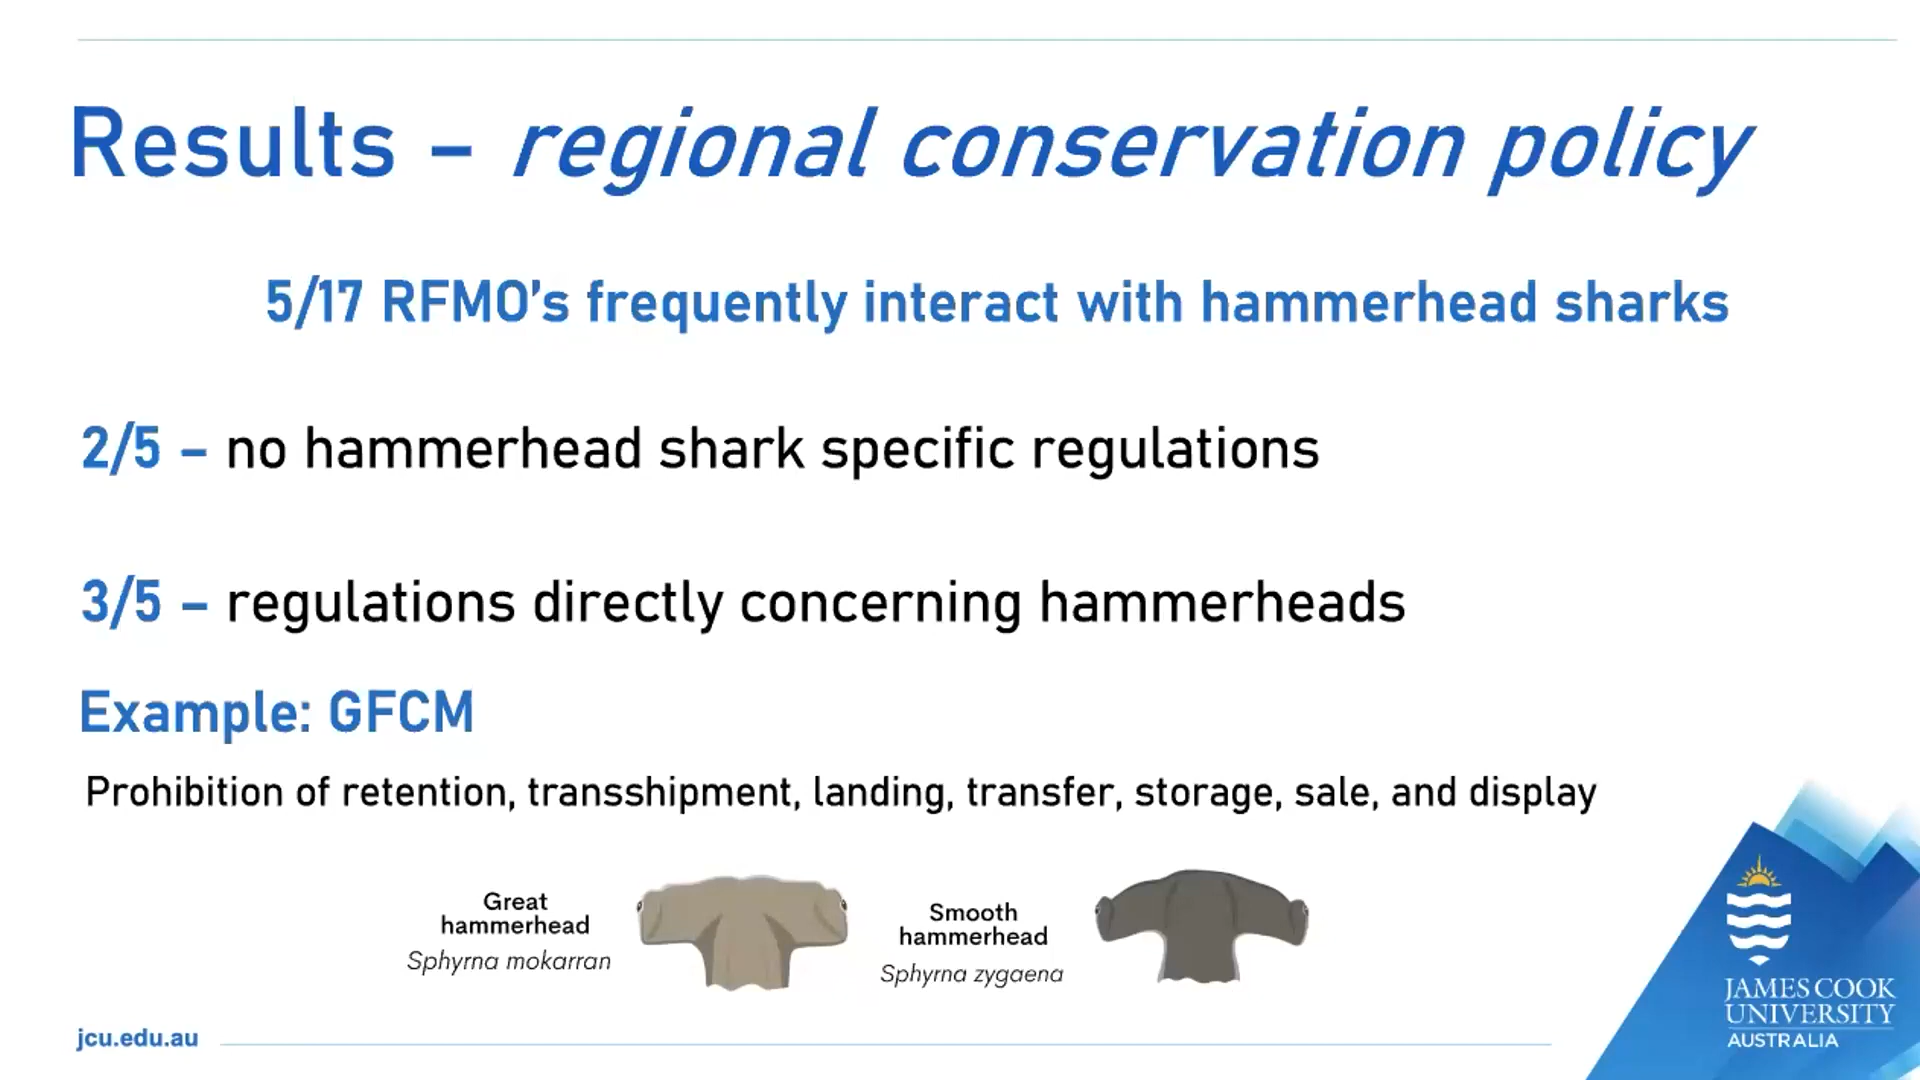 Results – regional conservation policy
5/17 RFMO’s frequently interact with hammerhead sharks
2/5 – no hammerhead shark specific regulations
3/5 – regulations directly concerning hammerheads
Example: GFCM
Prohibition of retention, transshipment, landing, transfer, storage, sale, and display
Great
hammerhead
Sphyrna mokarran
Smooth
hammerhead
Sphyrna zygaena
jcu.edu.au
JAMES COOK
UNIVERSITY
AUSTRALIA